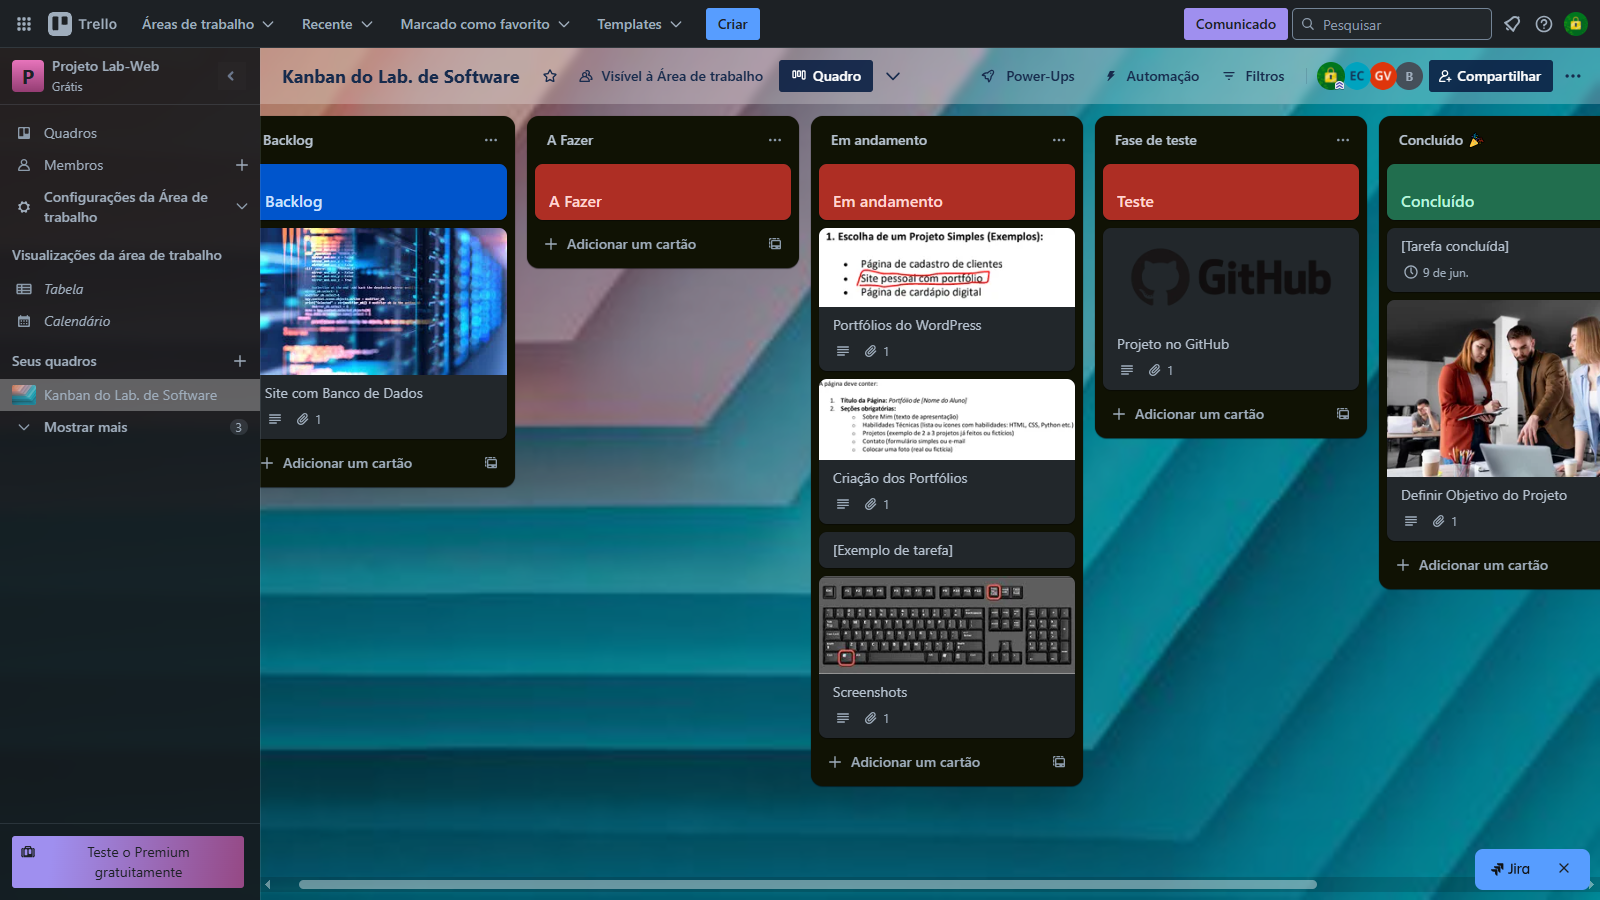 Trello
Áreas de trabalho
Recente
Marcado como favorito
Templates
Criar
Comunicado
Pesquisar
P
Projeto Lab-Web
Grátis
Kanban do Lab. de Software
Visível à Área de trabalho
Quadro
Power-Ups
Automação
Filtros
EC
GV
B
Compartilhar
Quadros
Membros
Configurações da Área de
trabalho
Visualizações da área de trabalho
Tabela
Calendário
Seus quadros
Kanban do Lab. de Software
Mostrar mais
3
Teste o Premium
gratuitamente
Backlog
Backlog
Site com Banco de Dados
1
Adicionar um cartão
A Fazer
A Fazer
Adicionar um cartão
Em andamento
Em andamento
1. Escolha de um Projeto Simples (Exemplos):
• Página de cadastro de clientes
• Site pessoal com portfólio
• Página de cardápio digital
Portfólios do WordPress
1
A página deve conter:
1. Título da Página: Portfólio de [Nome do Aluno]
2. Seções obrigatórias:
o Sobre Mim (texto de apresentação)
o Habilidades Técnicas (lista ou ícones com habilidades: HTML, CSS, Python etc.)
o Projetos (exemplo de 2 a 3 projetos já feitos ou fictícios)
o Contato (formulário simples ou e-mail
o Colocar uma foto (real ou fictícia)
Criação dos Portfólios
1
[Exemplo de tarefa]
Screenshots
1
Adicionar um cartão
Fase de teste
Teste
GitHub
Projeto no GitHub
1
Adicionar um cartão
Concluído
Concluído
[Tarefa concluída]
9 de jun.
Definir Objetivo do Projeto
1
Adicionar um cartão
Jira